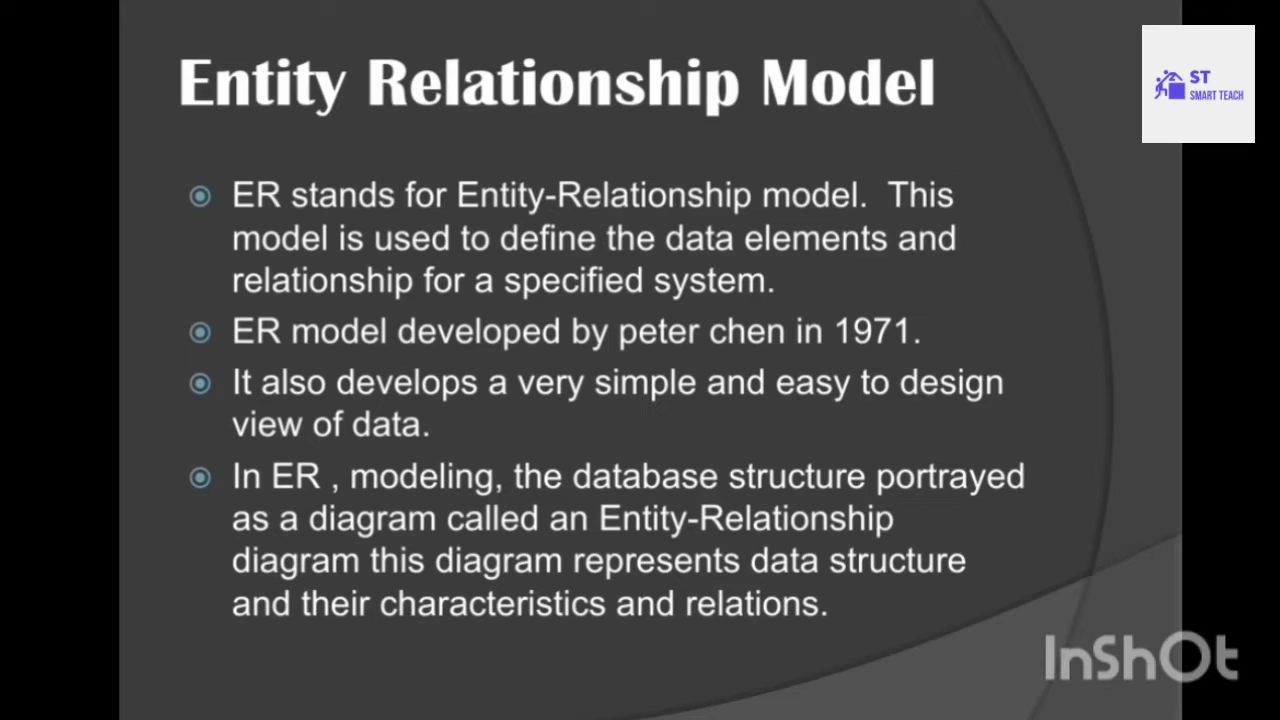 Entity Relationship Model
ST
SMART TEACH
ER stands for Entity-Relationship model. This
model is used to define the data elements and
relationship for a specified system.
ER model developed by peter chen in 1971.
It also develops a very simple and easy to design
view of data.
In ER , modeling, the database structure portrayed
as a diagram called an Entity-Relationship
diagram this diagram represents data structure
and their characteristics and relations.
InShOt